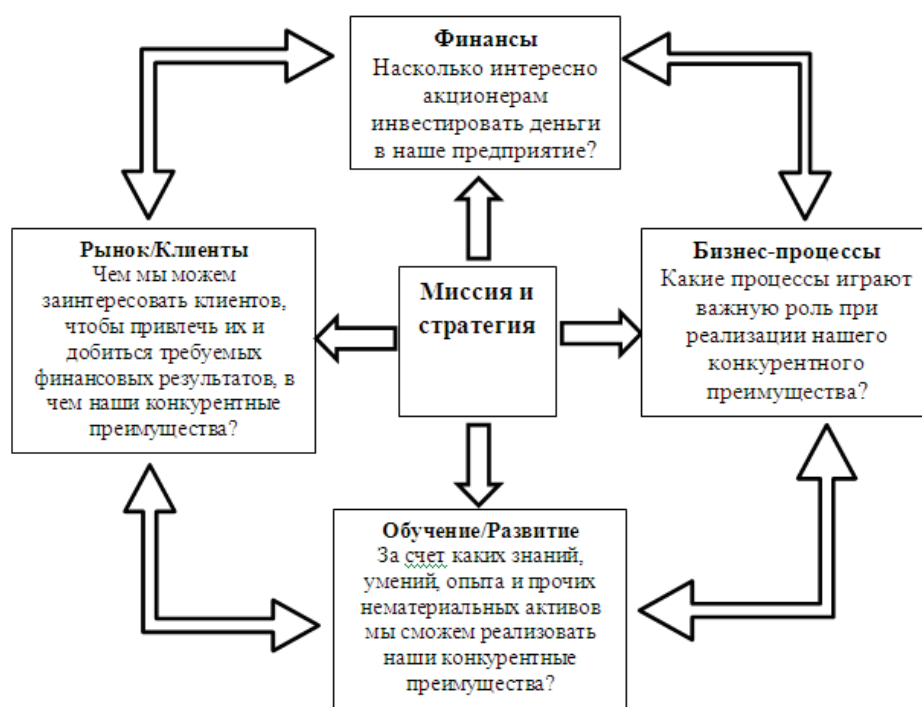 Финансы
Насколько интересно
акционерам
инвестировать деньги
в наше предприятие?
Рынок/Клиенты
Чем мы можем
заинтересовать клиентов,
чтобы привлечь их и
добиться требуемых
финансовых результатов, в
чем наши конкурентные
преимущества?
Миссия и
стратегия
Бизнес-процессы
Какие процессы играют
важную роль при
реализации нашего
конкурентного
преимущества?
Обучение/Развитие
За счет каких знаний,
умений, опыта и прочих
нематериальных активов
мы сможем реализовать
наши конкурентные
преимущества?